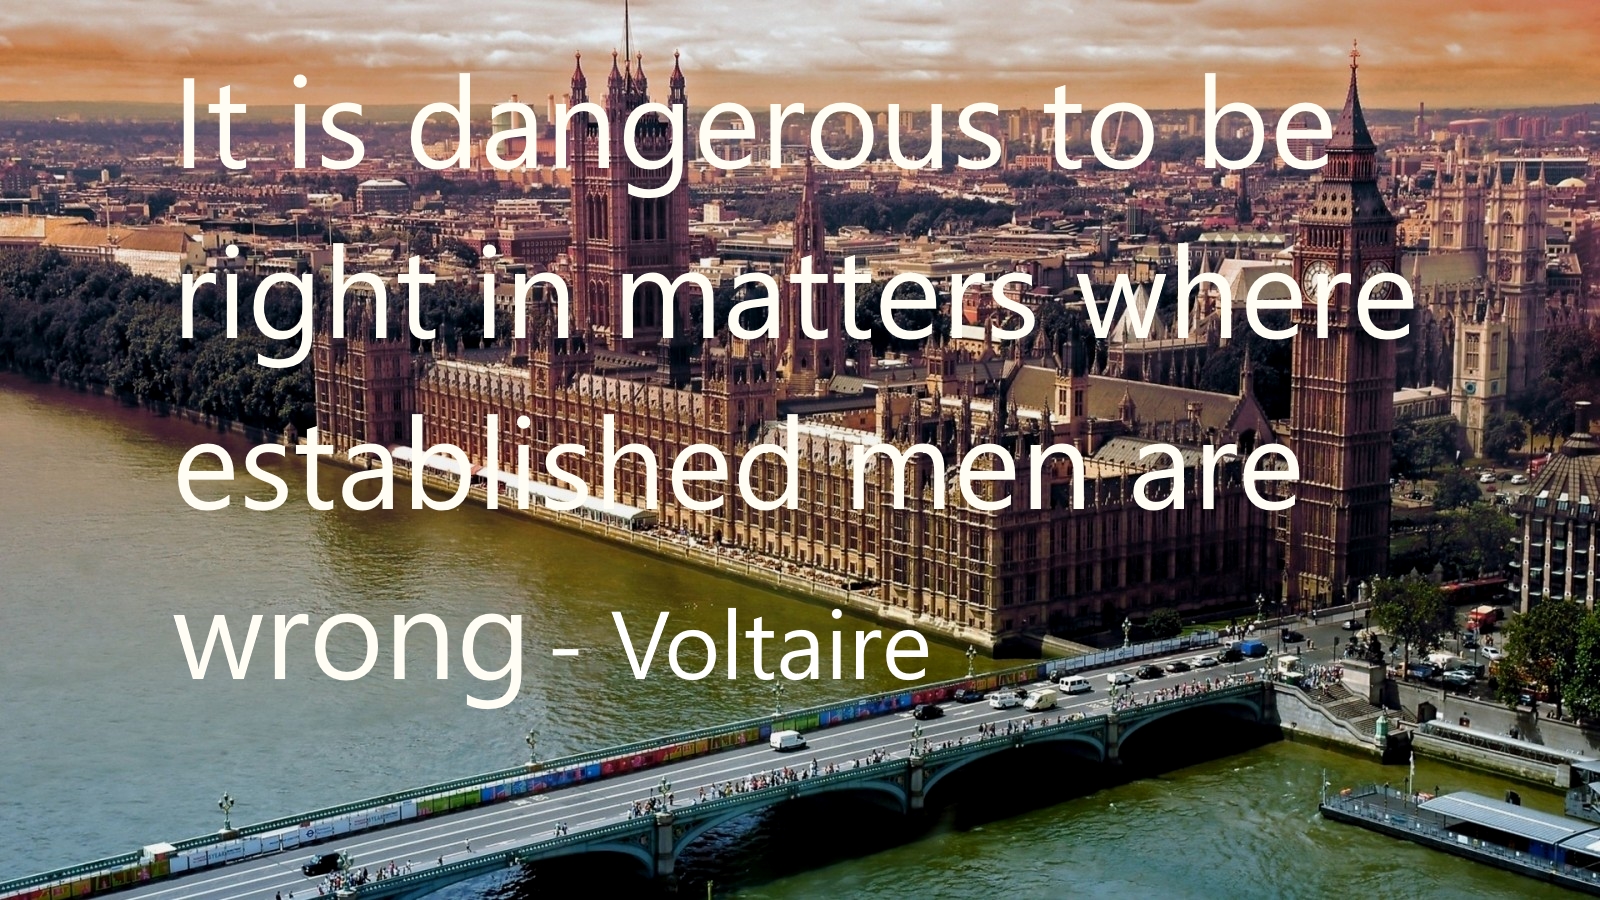 It is dangerous to be
right in matters where
established men are
wrong - Voltaire